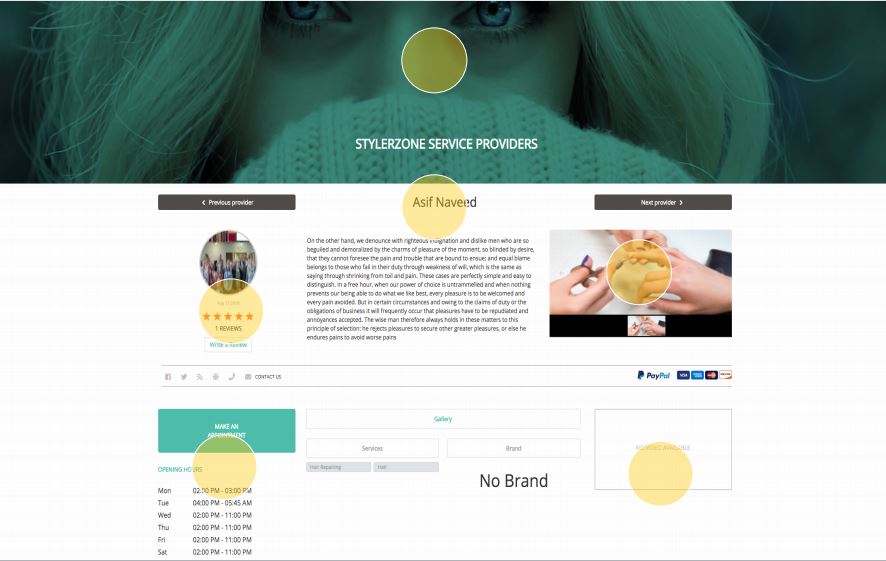 STYLERZONE SERVICE PROVIDERS
Previous provider
Asif Naveed
Next provider
On the other hand, we denounce with righteous indignation and dislike men who are so
beguiled and demoralized by the charms of pleasure of the moment, so blinded by desire,
that they cannot foresee the pain and trouble that are bound to ensue; and equal blame
belongs to those who fail in their duty through weakness of will, which is the same as
saying through shrinking from toil and pain. These cases are perfectly simple and easy to
distinguish. In a free hour, when our power of choice is untrammelled and when nothing
prevents our being able to do what we like best, every pleasure is to be welcomed and
every pain avoided. But in certain circumstances and owing to the claims of duty or the
obligations of business it will frequently occur that pleasures have to be repudiated and
annoyances accepted. The wise man therefore always holds in these matters to this
principle of selection: he rejects pleasures to secure other greater pleasures, or else he
endures pains to avoid worse pains
1 REVIEWS
Write a Review
CONTACT US
PayPal
VISA
MAKE AN
APPOINTMENT
Gallery
Services
Brand
Hair Repairing
Hair
No Brand
NO VIDEO AVAILABLE
OPENING HOURS
Mon 02:00 PM - 03:00 PM
Tue 04:00 PM - 05:45 AM
Wed 02:00 PM - 11:00 PM
Thu 02:00 PM - 11:00 PM
Fri 02:00 PM - 11:00 PM
Sat 02:00 PM - 11:00 PM